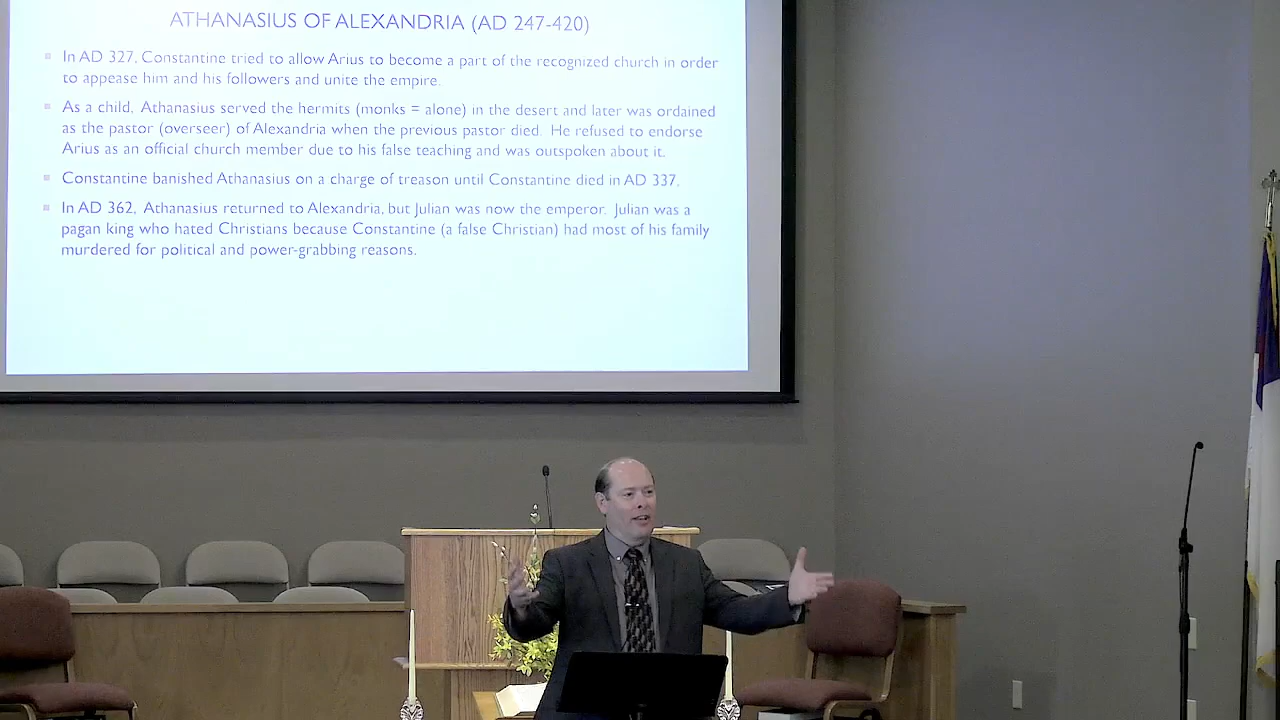 ATHANASIUS OF ALEXANDRIA (AD 247-420)
In AD 327, Constantine tried to allow Arius to become a part of the recognized church in order
to appease him and his followers and unite the empire.
As a child, Athanasius served the hermits (monks = alone) in the desert and later was ordained
as the pastor (overseer) of Alexandria when the previous pastor died. He refused to endorse
Arius as an official church member due to his false teaching and was outspoken about it.
Constantine banished Athanasius on a charge of treason until Constantine died in AD 337.
In AD 362, Athanasius returned to Alexandria, but Julian was now the emperor. Julian was a
pagan king who hated Christians because Constantine (a false Christian) had most of his family
murdered for political and power-grabbing reasons.